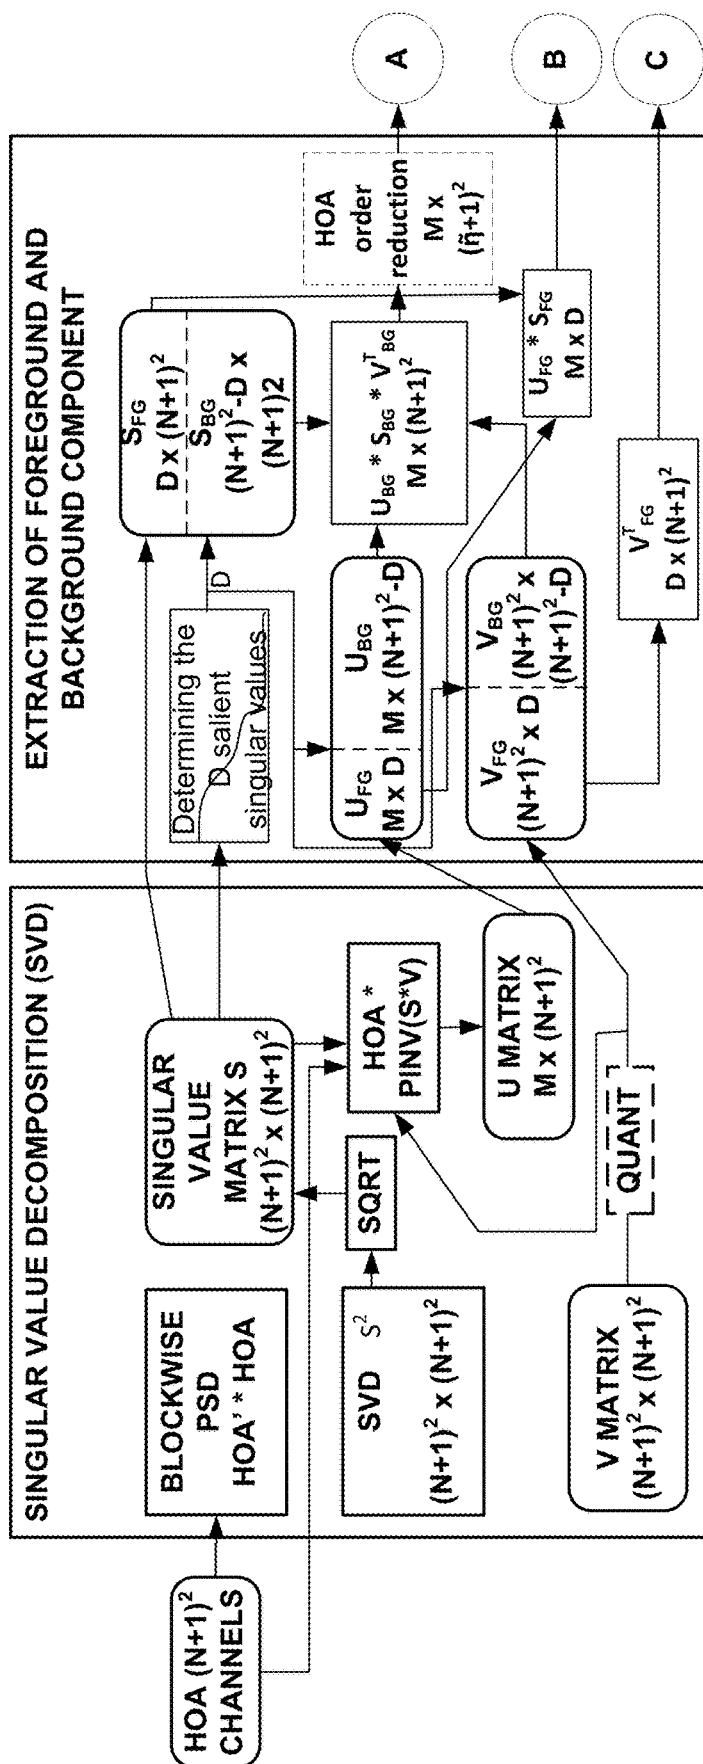 HOA (N+1)²
CHANNELS
SINGULAR VALUE DECOMPOSITION (SVD)
BLOCKWISE
PSD
HOA' * HOA
SVD S²
(N+1)² x (N+1)²
V MATRIX
(N+1)² x (N+1)²
SINGULAR
VALUE
MATRIX S
(N+1)² x (N+1)²
SQRT
HOA *
PINV(S*V)
U MATRIX
M x (N+1)²
QUANT
EXTRACTION OF FOREGROUND AND
BACKGROUND COMPONENT
Determining the
D salient
singular values
D
S_FG
D x (N+1)²
S_BG
(N+1)²-D x
(N+1)2
U_FG
M x D
U_BG
M x (N+1)²-D
V_FG
(N+1)² x D
V_BG
(N+1)² x
(N+1)²-D
U_BG * S_BG * Vᵀ_BG
M x (N+1)²
HOA
order
reduction
M x
(ñ+1)²
U_FG * S_FG
M x D
Vᵀ_FG
D x (N+1)²
A
B
C